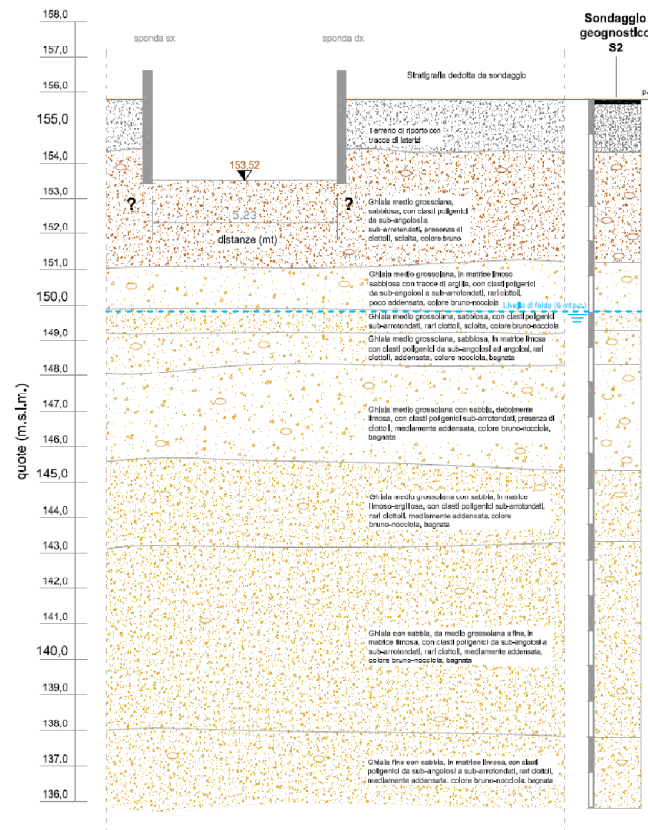 158,0
157,0
156,0
155,0
154,0
153,0
152,0
151,0
150,0
149,0
148,0
147,0
146,0
145,0
144,0
143,0
142,0
141,0
140,0
139,0
138,0
137,0
136,0
quote (m.s.l.m.)
sponda sx
sponda dx
Sondaggio
geognostico
S2
Stratigrafia dedotta da sondaggio
Terreno di riporto con
tracce di laterizi
153,52
?
?
5,23
distanze (mt)
Ghiaia medio grossolana,
sabbiosa, con clasti poligenici
da sub-angolosi a
sub-arrotondati, presenza di
ciottoli, sciolta, colore bruno
Ghiaia medio grossolana, in matrice limoso
sabbiosa con tracce di argilla, con clasti poligenici
da sub-angolosi a sub-arrotondati, rari ciottoli,
poco addensata, colore bruno-nocciola
Livello di falda (6 mt p.c.)
Ghiaia medio grossolana, sabbiosa, con clasti poligenici
sub-arrotondati, rari ciottoli, sciolta, colore bruno-nocciola
Ghiaia medio grossolana, sabbiosa, in matrice limosa
con clasti poligenici da sub-angolosi ad angolosi, rari
ciottoli, addensata, colore nocciola, bagnata
Ghiaia medio grossolana con sabbia, debolmente
limosa, con clasti poligenici sub-arrotondati, presenza di
ciottoli, mediamente addensata, colore bruno-nocciola,
bagnata
Ghiaia medio grossolana con sabbia, in matrice
limoso-argillosa, con clasti poligenici sub-arrotondati,
rari ciottoli, mediamente addensata, colore
bruno-nocciola, bagnata
Ghiaia con sabbia, da medio grossolana a fine, in
matrice limosa, con clasti poligenici da sub-angolosi a
sub-arrotondati, rari ciottoli, mediamente addensata,
colore bruno-nocciola, bagnata
Ghiaia fine con sabbia, in matrice limosa, con clasti
poligenici da sub-angolosi a sub-arrotondati, rari ciottoli,
mediamente addensata, colore bruno-nocciola, bagnata